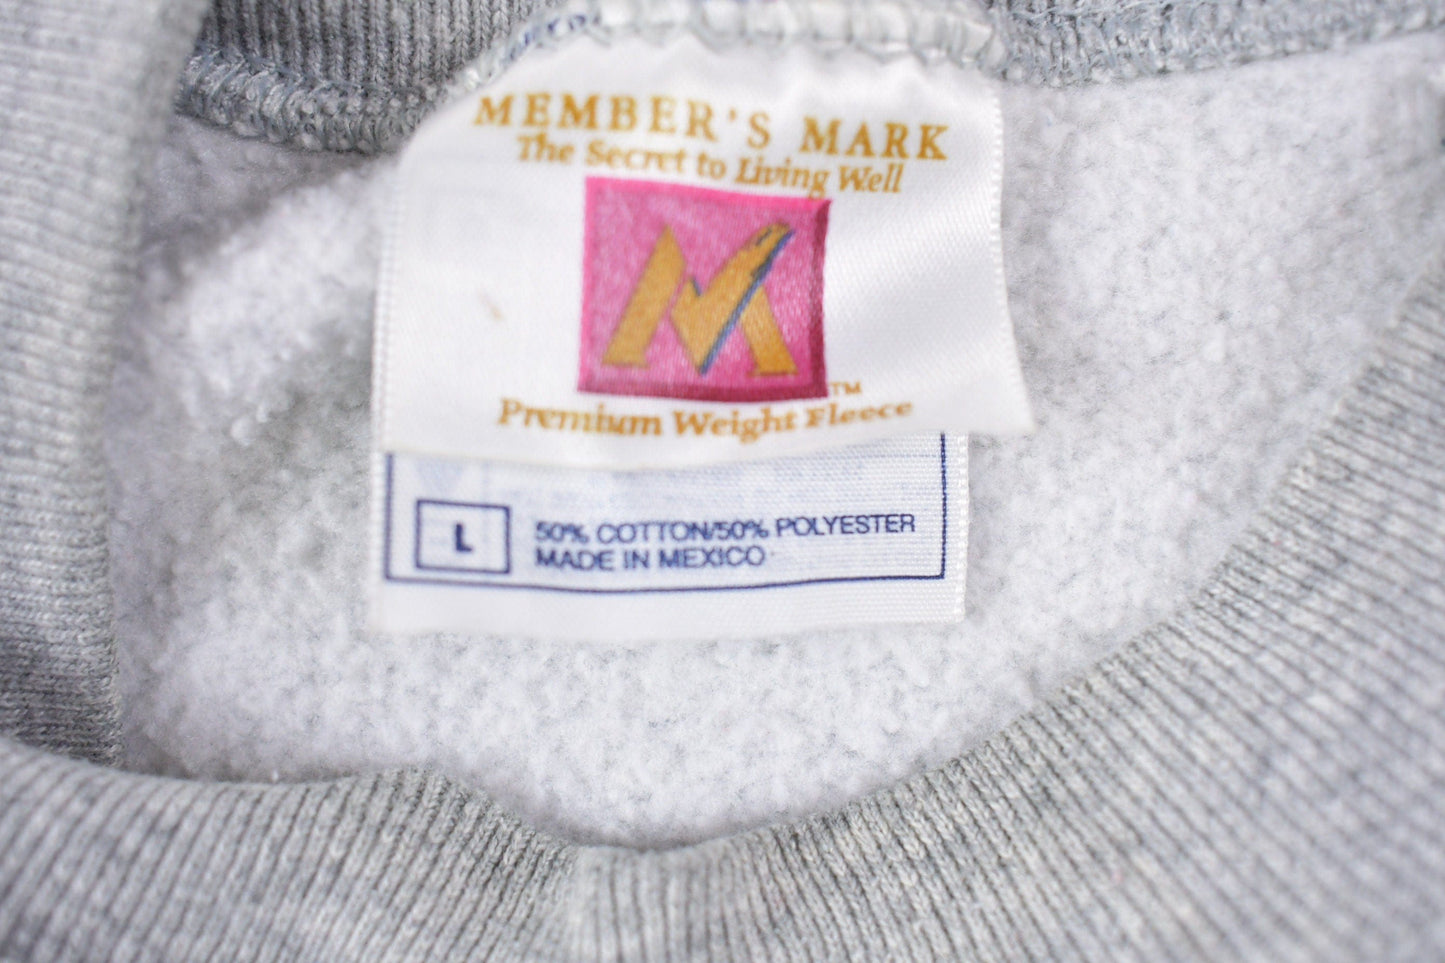 MEMBER'S MARK
The Secret to Living Well
M
TM
Premium Weight Fleece
L
50% COTTON/50% POLYESTER
MADE IN MEXICO